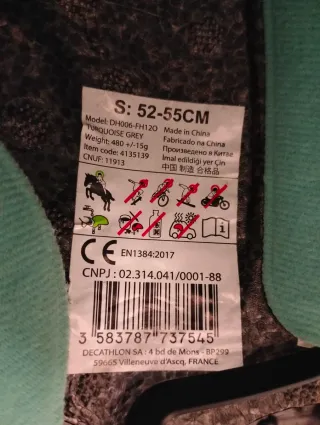 S: 52-55CM
Model: DH006-FH12O
TURQUOISE GREY
Weight: 480 +/-15g
Item code: 4135139
CNUF: 11913
Made in China
Fabricado na China
Произведено в Китае
İmal edildiği yer Çin
中国 制造 合格品
CE EN1384:2017
CNPJ : 02.314.041/0001-88
3 583787 737545
DECATHLON SA : 4 bd de Mons - BP299
59665 Villeneuve d'Ascq, FRANCE